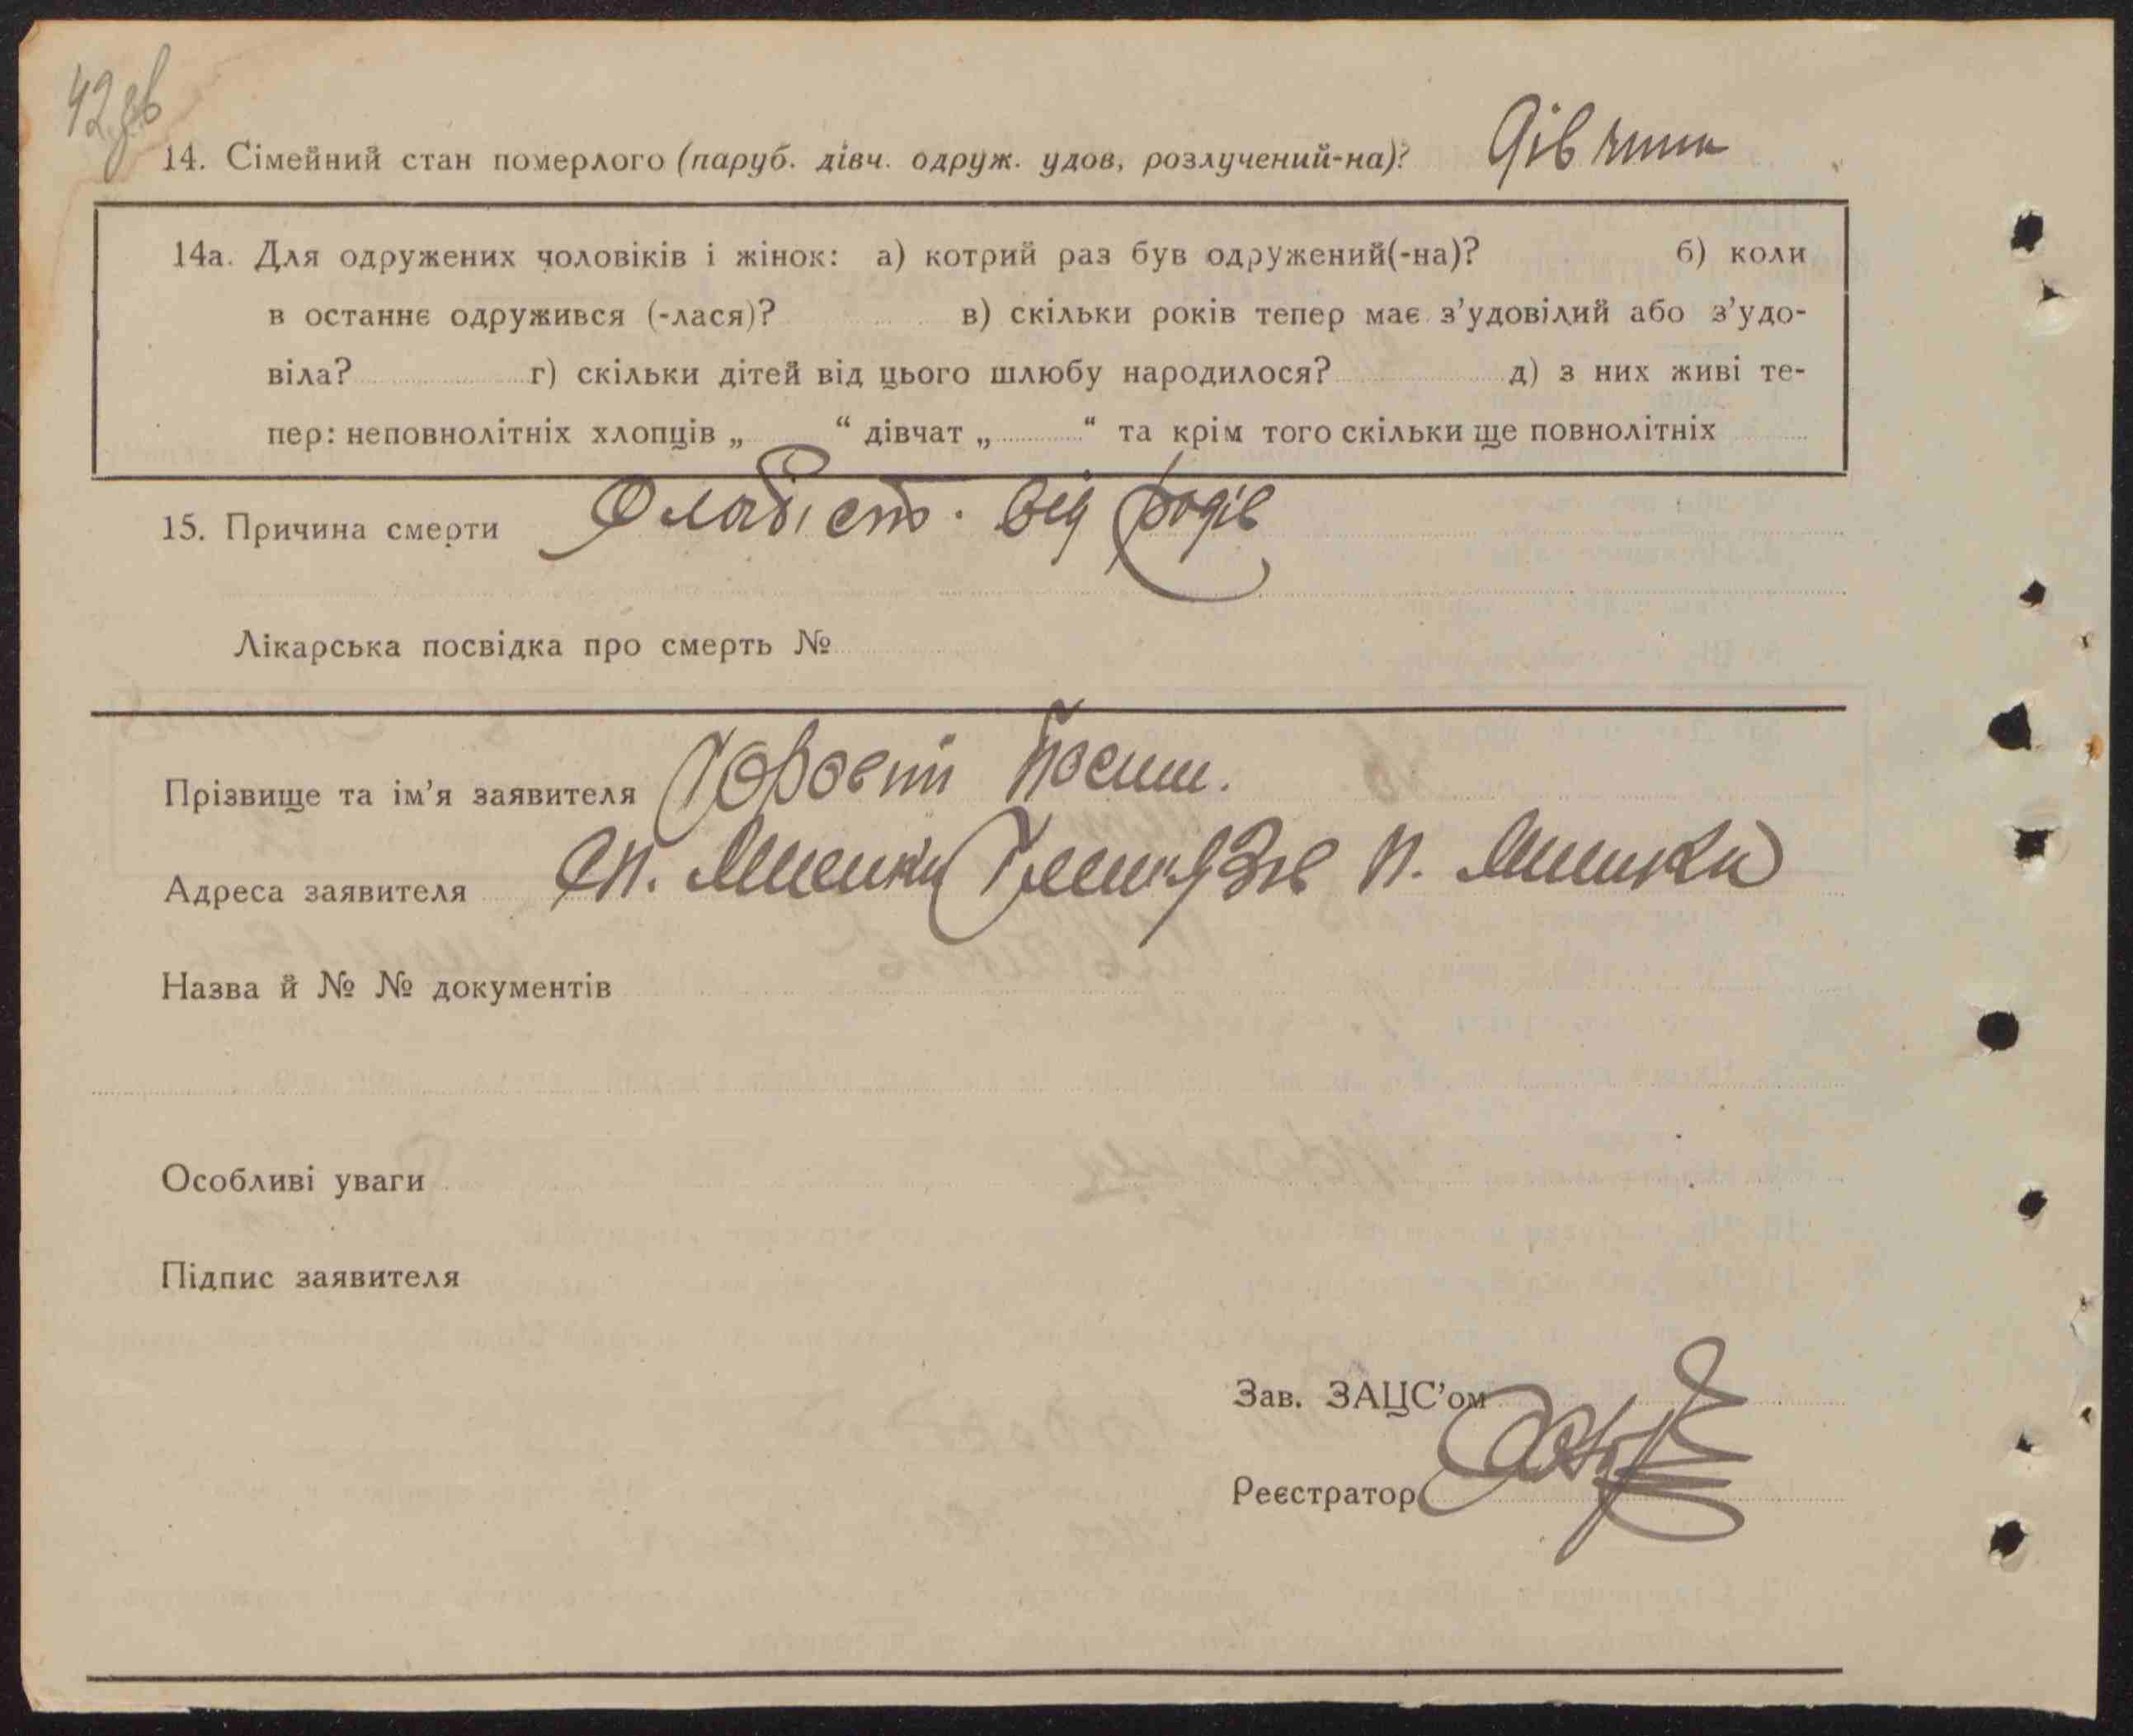 42зв
14. Сімейний стан померлого (паруб. дівч. одруж. удов, розлучений-на)? Дівчина
14а. Для одружених чоловіків і жінок: а) котрий раз був одружений(-на)? б) коли
в останнє одружився (-лася)? в) скільки років тепер має з’удовілий або з’удо-
віла? г) скільки дітей від цього шлюбу народилося? д) з них живі те-
пер: неповнолітніх хлопців „ “ дівчат „ “ та крім того скільки ще повнолітніх
15. Причина смерти Слабіст. від родів
Лікарська посвідка про смерть №
Прізвище та ім’я заявителя
Адреса заявителя
Назва й № № документів
Особливі уваги
Підпис заявителя
Зав. ЗАЦС’ом
Реєстратор